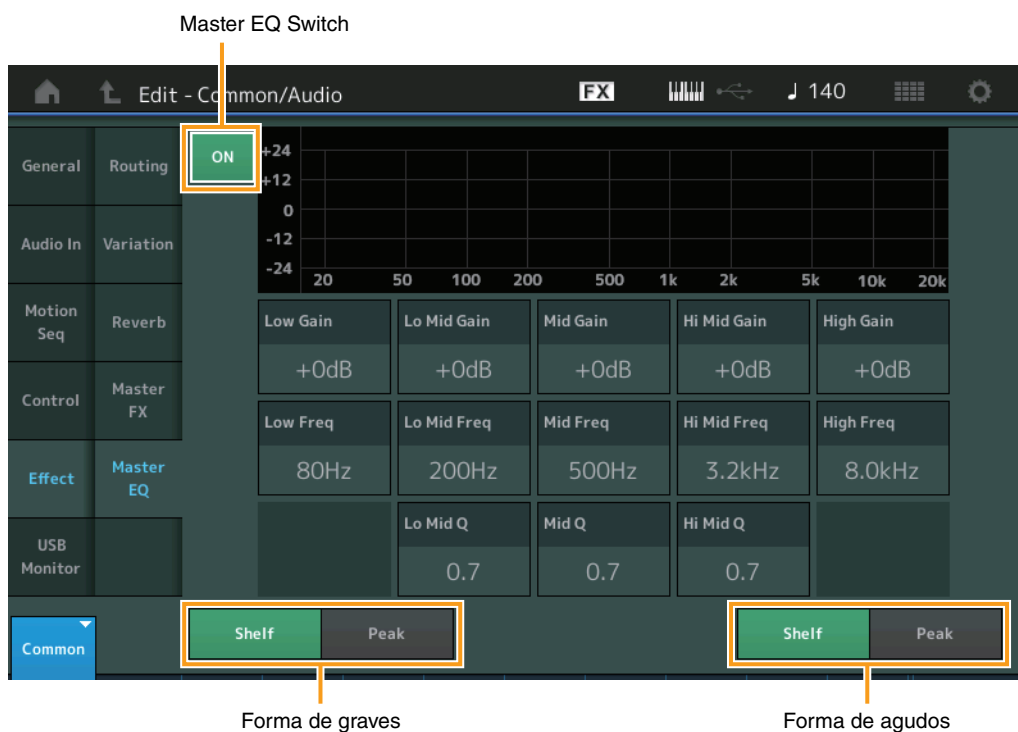 Master EQ Switch
Edit - Common/Audio
FX
140
General
Routing
ON
+24
+12
0
-12
-24
20 50 100 200 500 1k 2k 5k 10k 20k
Audio In
Variation
Motion
Seq
Reverb
Control
Master
FX
Effect
Master
EQ
USB
Monitor
Low Gain
Lo Mid Gain
Mid Gain
Hi Mid Gain
High Gain
+0dB
+0dB
+0dB
+0dB
+0dB
Low Freq
Lo Mid Freq
Mid Freq
Hi Mid Freq
High Freq
80Hz
200Hz
500Hz
3.2kHz
8.0kHz
Lo Mid Q
Mid Q
Hi Mid Q
0.7
0.7
0.7
Common
Shelf
Peak
Shelf
Peak
Forma de graves
Forma de agudos